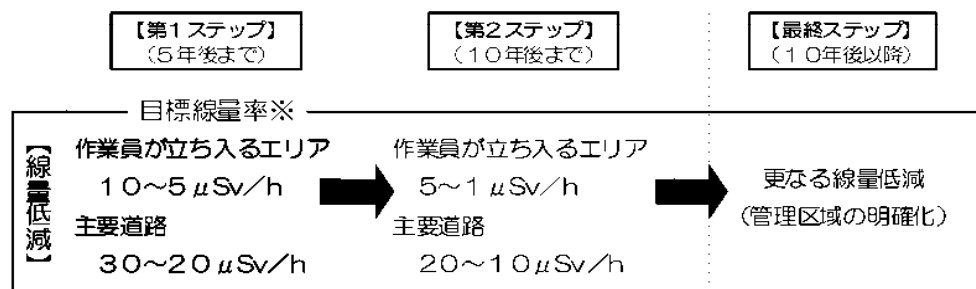 【第1ステップ】
(5年後まで)
【第2ステップ】
(10年後まで)
【最終ステップ】
(10年後以降)
目標線量率※
【線量低減】
作業員が立ち入るエリア
10～5μSv/h
主要道路
30～20μSv/h
作業員が立ち入るエリア
5～1μSv/h
主要道路
20～10μSv/h
更なる線量低減
(管理区域の明確化)